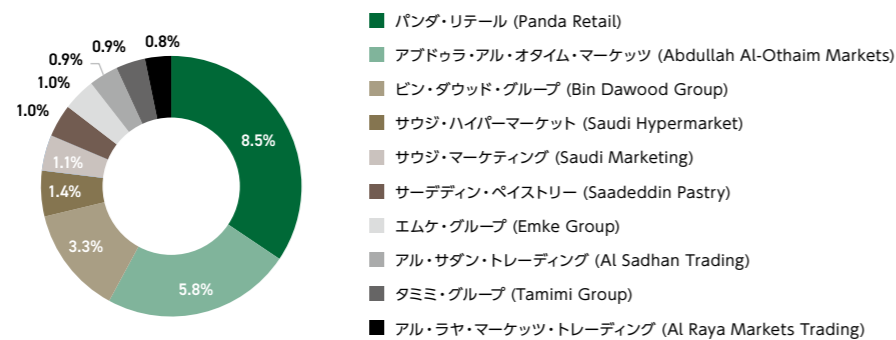 0.8%
0.9%
0.9%
1.0%
1.0%
1.1%
1.4%
3.3%
5.8%
8.5%
パンダ・リテール (Panda Retail)
アブドゥラ・アル・オタイム・マーケッツ (Abdullah Al-Othaim Markets)
ビン・ダウッド・グループ (Bin Dawood Group)
サウジ・ハイパーマーケット (Saudi Hypermarket)
サウジ・マーケティング (Saudi Marketing)
サーデディン・ペイストリー (Saadeddin Pastry)
エムケ・グループ (Emke Group)
アル・サダン・トレーディング (Al Sadhan Trading)
タミミ・グループ (Tamimi Group)
アル・ラヤ・マーケッツ・トレーディング (Al Raya Markets Trading)